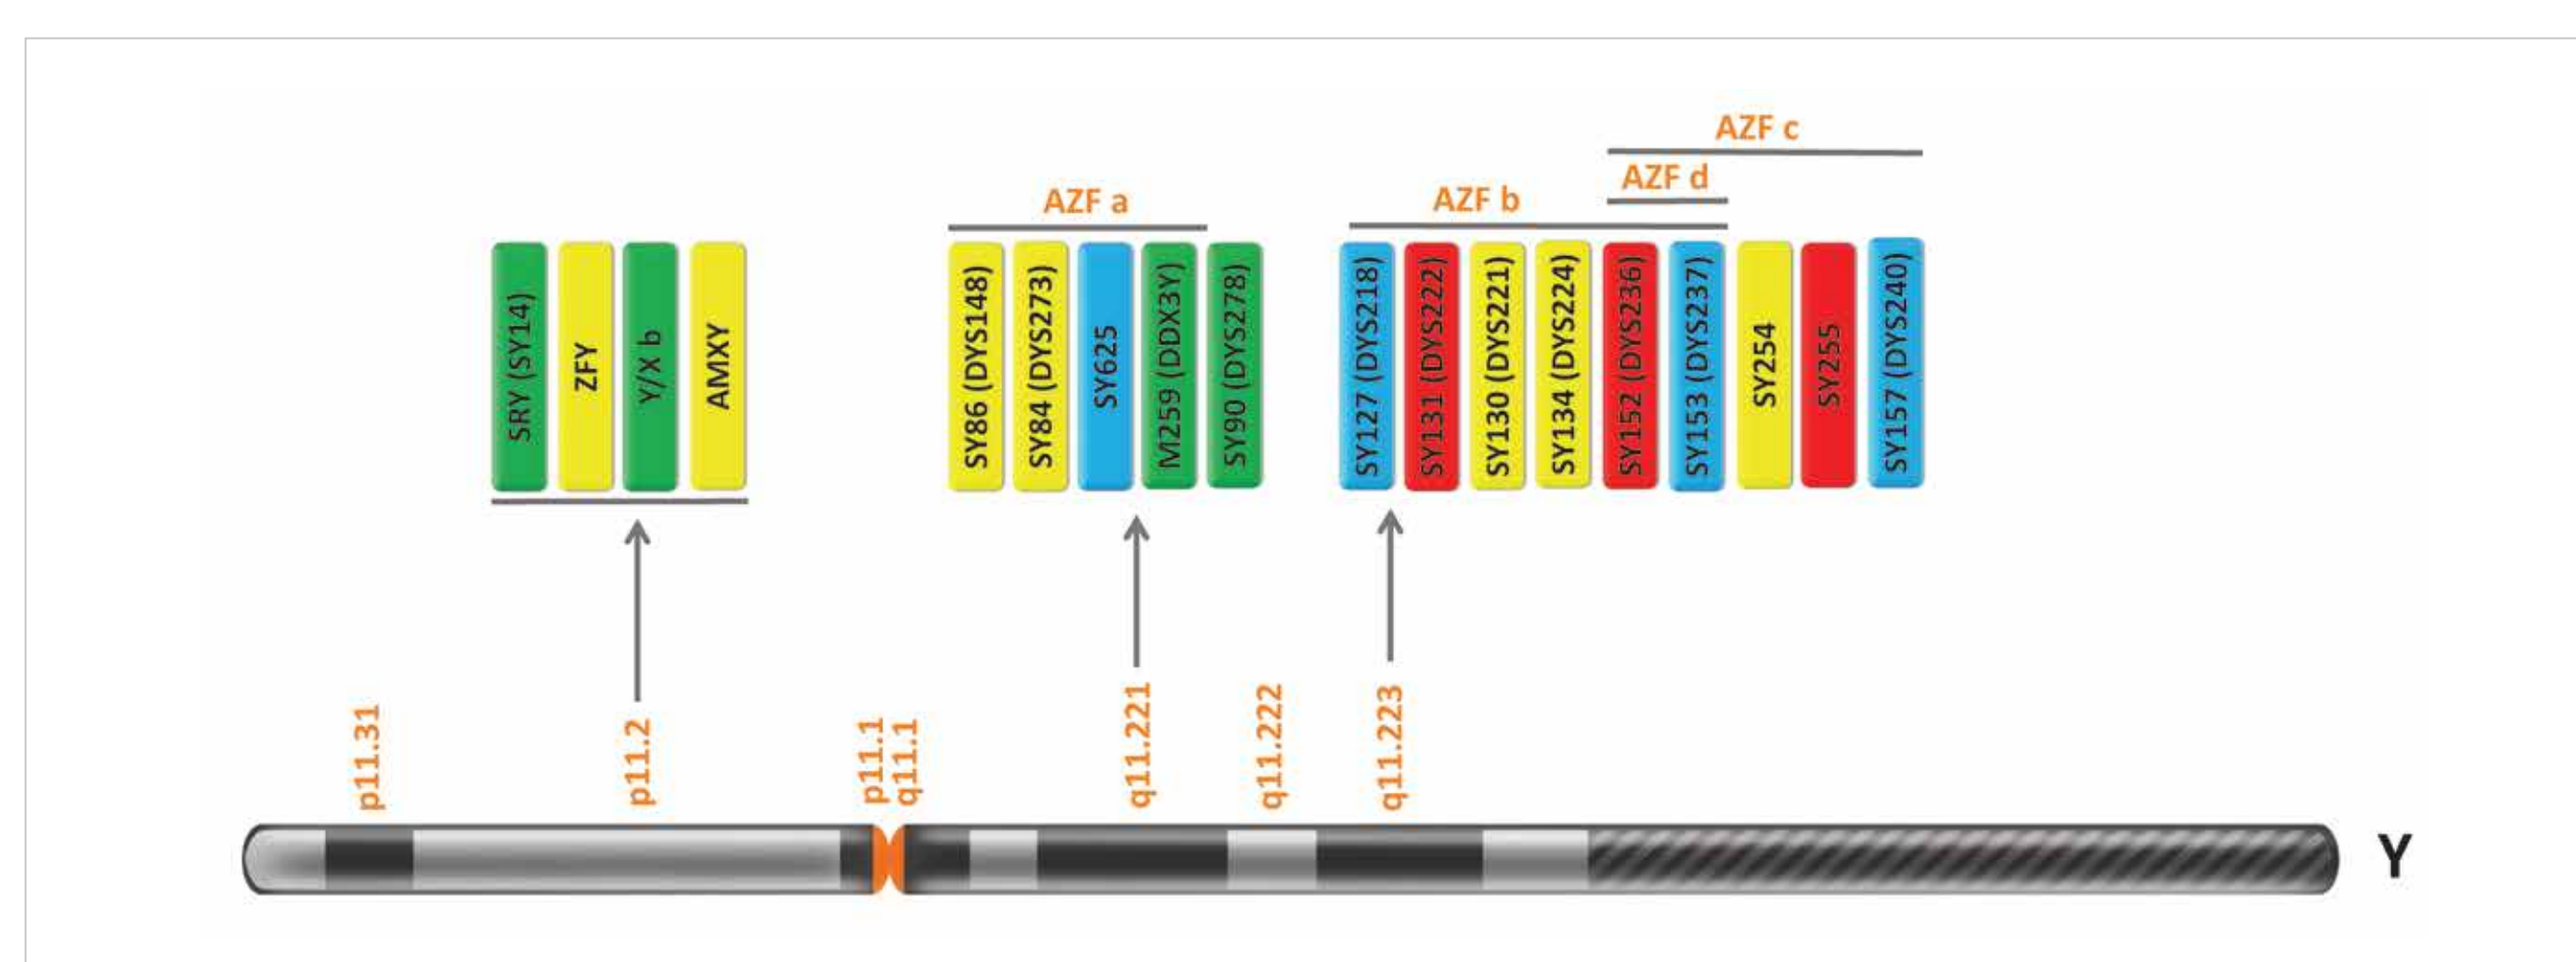 AZF c
AZF d
AZF a
AZF b
SRY (SY14)
ZFY
Y/X b
AMXY
SY86 (DYS148)
SY84 (DYS273)
SY625
M259 (DDX3Y)
SY90 (DYS278)
SY127 (DYS218)
SY131 (DYS222)
SY130 (DYS221)
SY134 (DYS224)
SY152 (DYS236)
SY153 (DYS237)
SY254
SY255
SY157 (DYS240)
p11.31
p11.2
p11.1
q11.1
q11.221
q11.222
q11.223
Y